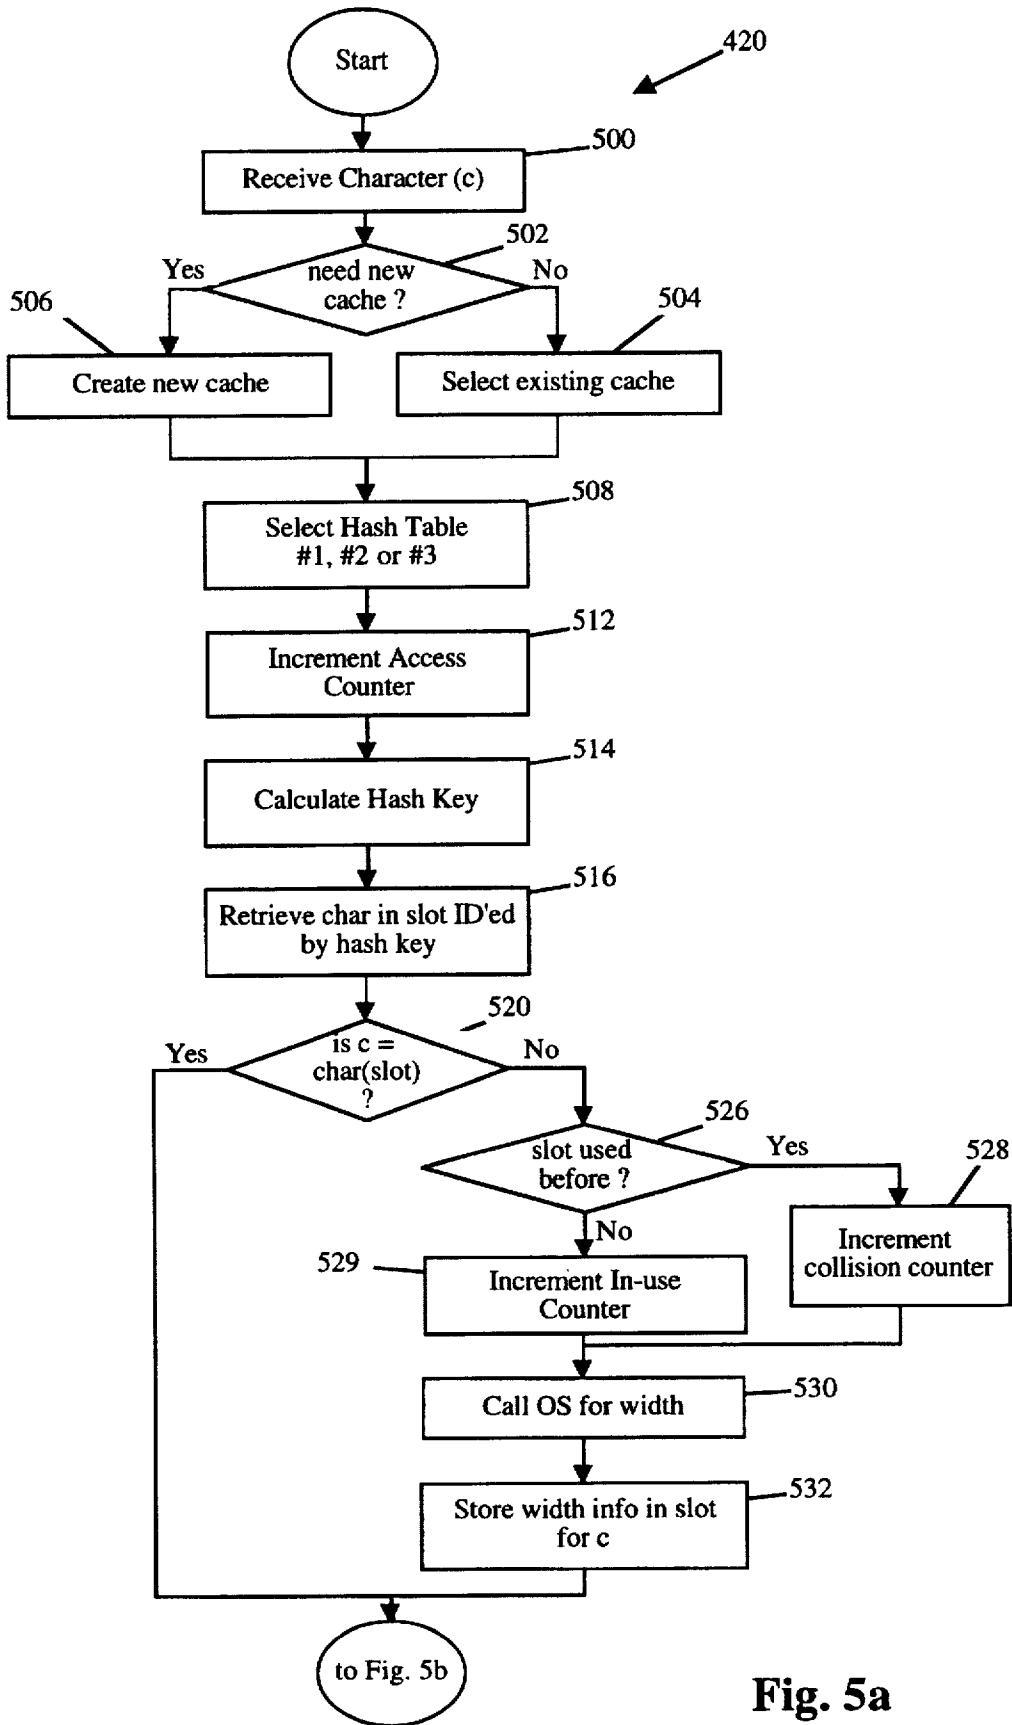 Start
420
500
Receive Character (c)
502
Yes
need new
cache ?
No
506
504
Create new cache
Select existing cache
508
Select Hash Table
#1, #2 or #3
512
Increment Access
Counter
514
Calculate Hash Key
516
Retrieve char in slot ID'ed
by hash key
520
Yes
is c =
char(slot)
?
No
526
slot used
before ?
Yes
528
No
Increment
collision counter
529
Increment In-use
Counter
530
Call OS for width
532
Store width info in slot
for c
to Fig. 5b
Fig. 5a